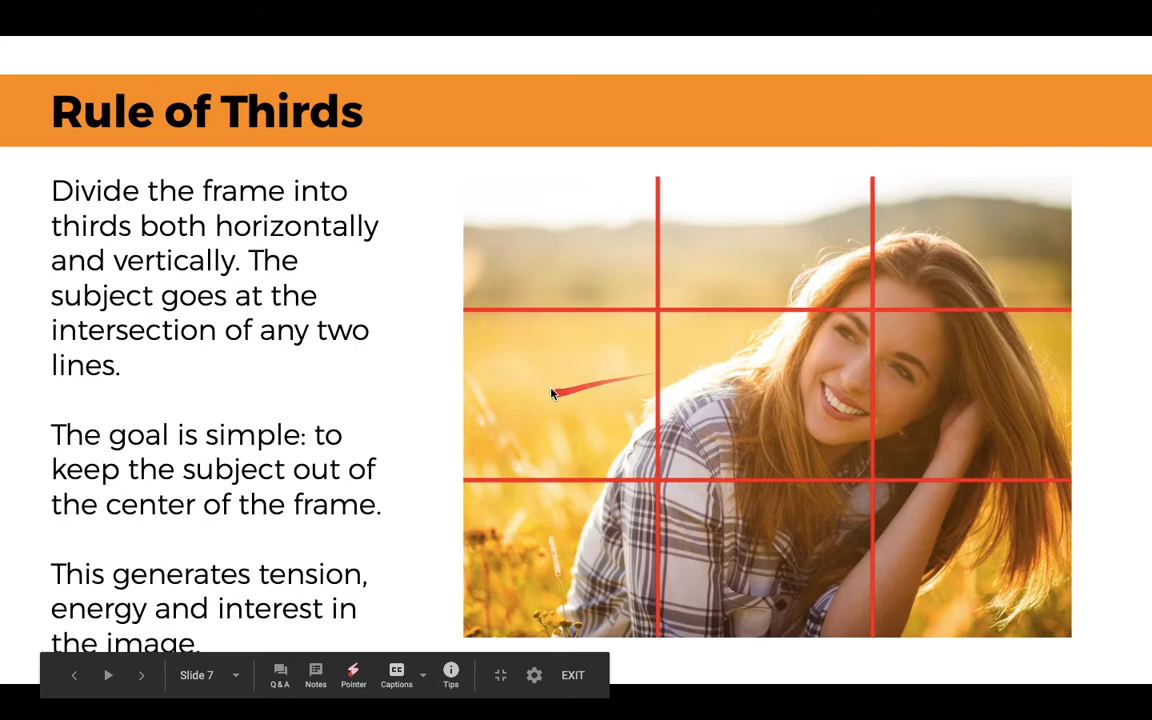 Rule of Thirds
Divide the frame into
thirds both horizontally
and vertically. The
subject goes at the
intersection of any two
lines.
The goal is simple: to
keep the subject out of
the center of the frame.
This generates tension,
energy and interest in
the image.
Slide 7
Q & A
Notes
Pointer
CC
Captions
Tips
EXIT